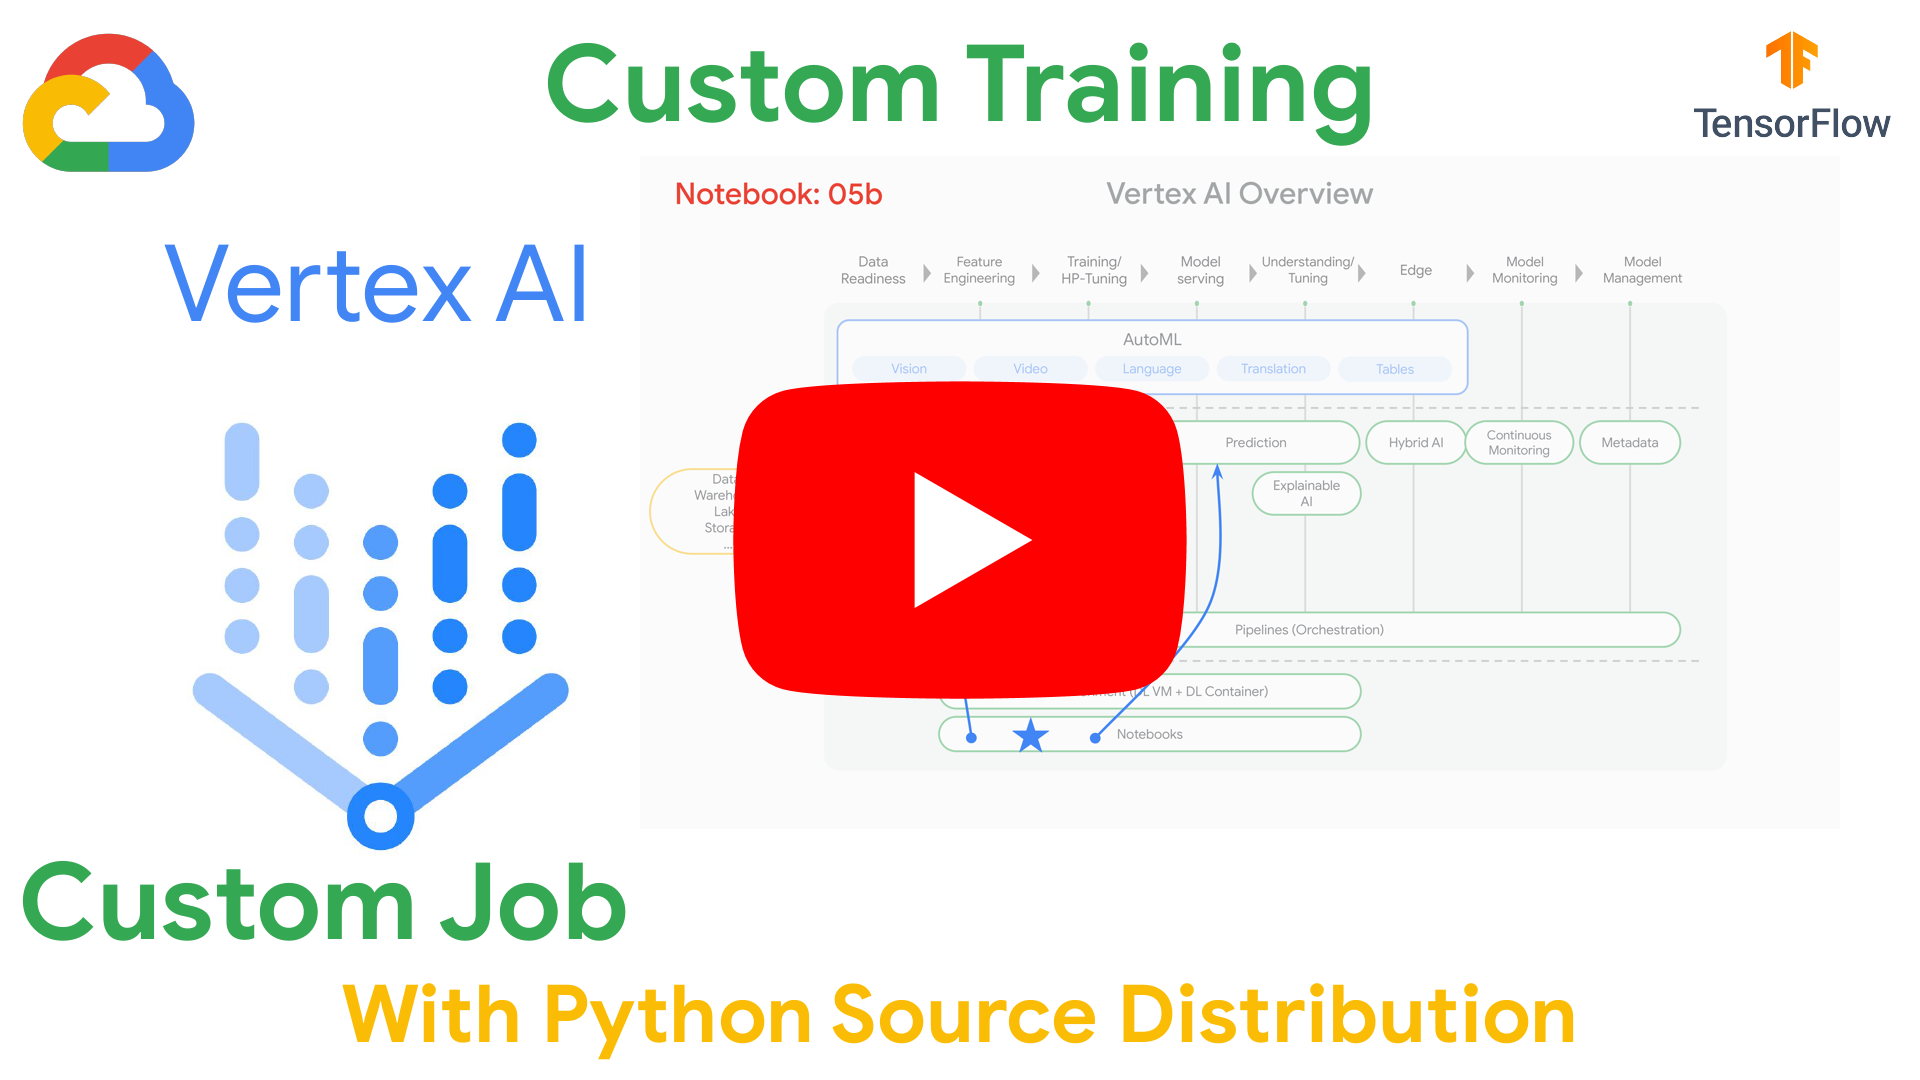 Custom Training
TensorFlow
Notebook: 05b
Vertex AI Overview
Vertex AI
Data
Readiness
Feature
Engineering
Training/
HP-Tuning
Model
serving
Understanding/
Tuning
Edge
Model
Monitoring
Model
Management
AutoML
Vision
Video
Language
Translation
Tables
Prediction
Hybrid AI
Continuous
Monitoring
Metadata
Explainable
AI
Data
...
Pipelines (Orchestration)
VM + DL Container)
Notebooks
Custom Job
With Python Source Distribution